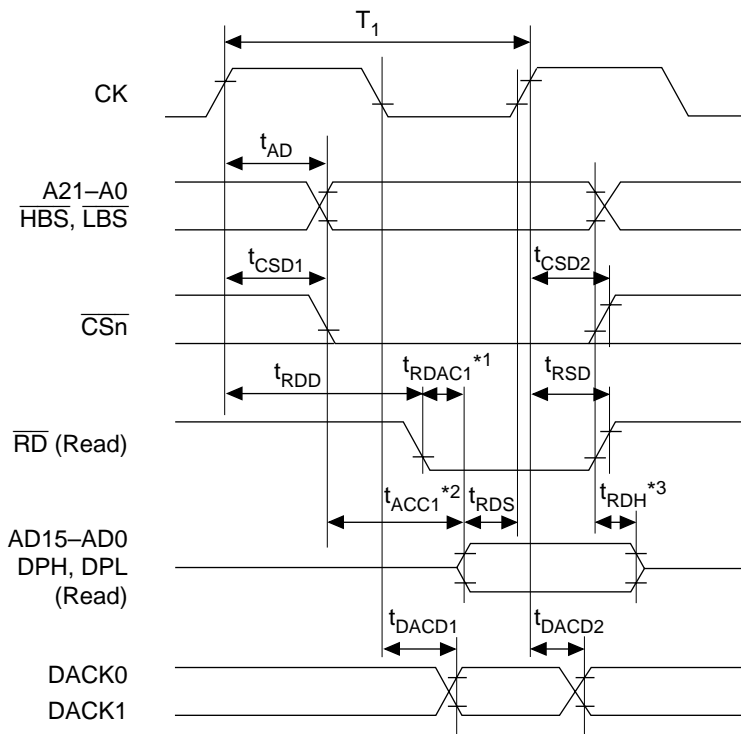 T1
CK
tAD
A21–A0
HBS, LBS
tCSD1
tCSD2
CSn
tRDD
tRDAC1*1
tRSD
RD (Read)
tACC1*2
tRDS
tRDH*3
AD15–AD0
DPH, DPL
(Read)
tDACD1
tDACD2
DACK0
DACK1